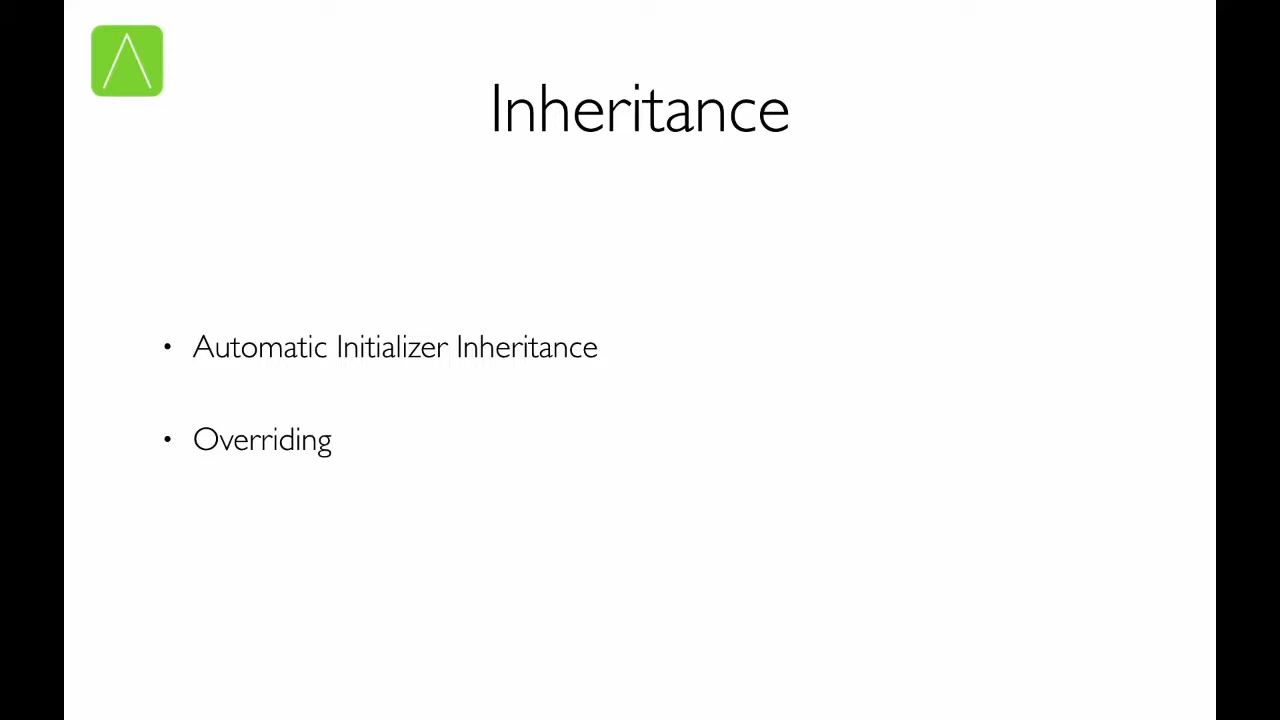 Inheritance
• Automatic Initializer Inheritance
• Overriding